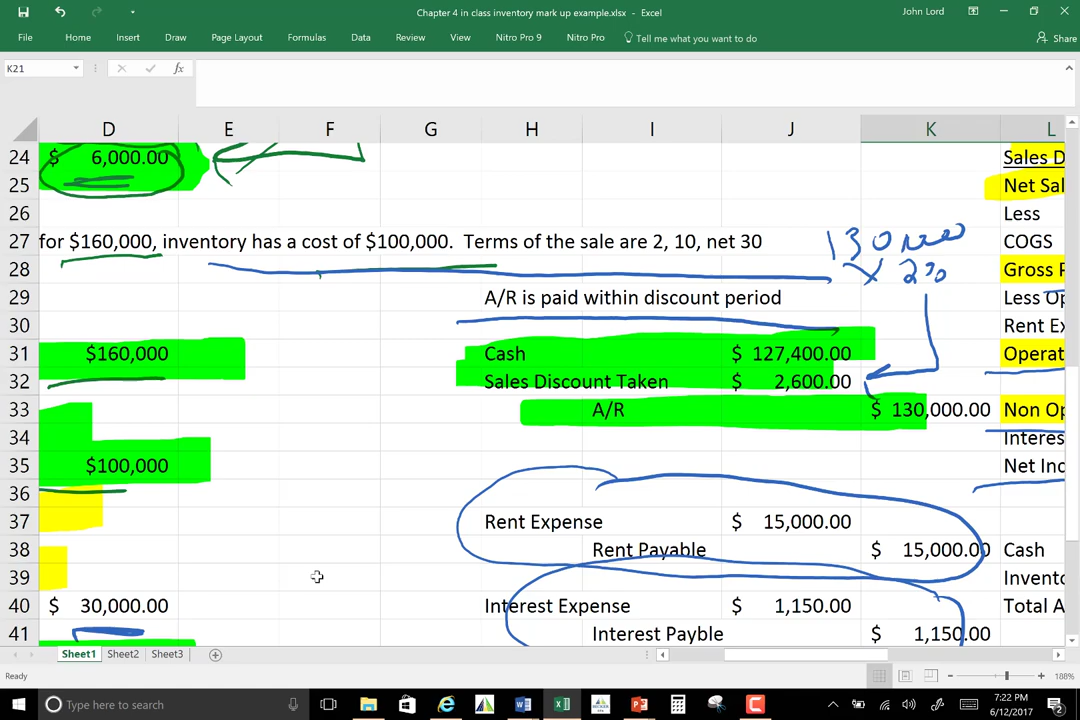 Chapter 4 in class inventory mark up example.xlsx - Excel
John Lord
File Home Insert Draw Page Layout Formulas Data Review View Nitro Pro 9 Nitro Pro Tell me what you want to do Share
K21 fx
D E F G H I J K L
24 $ 6,000.00 Sales D
25 Net Sal
26 Less
27 for $160,000, inventory has a cost of $100,000. Terms of the sale are 2, 10, net 30 COGS
130
28 Gross P
x 2%
29 A/R is paid within discount period Less Op
30 Rent Ex
31 $160,000 Cash $ 127,400.00 Operat
32 Sales Discount Taken $ 2,600.00
33 A/R $ 130,000.00 Non Op
34 Interes
35 $100,000 Net Inc
36
37 Rent Expense $ 15,000.00
38 Rent Payable $ 15,000.00 Cash
39 Invento
40 $ 30,000.00 Interest Expense $ 1,150.00 Total A
41 Interest Payble $ 1,150.00
Sheet1 Sheet2 Sheet3
Ready 188%
Type here to search
7:22 PM
6/12/2017
2